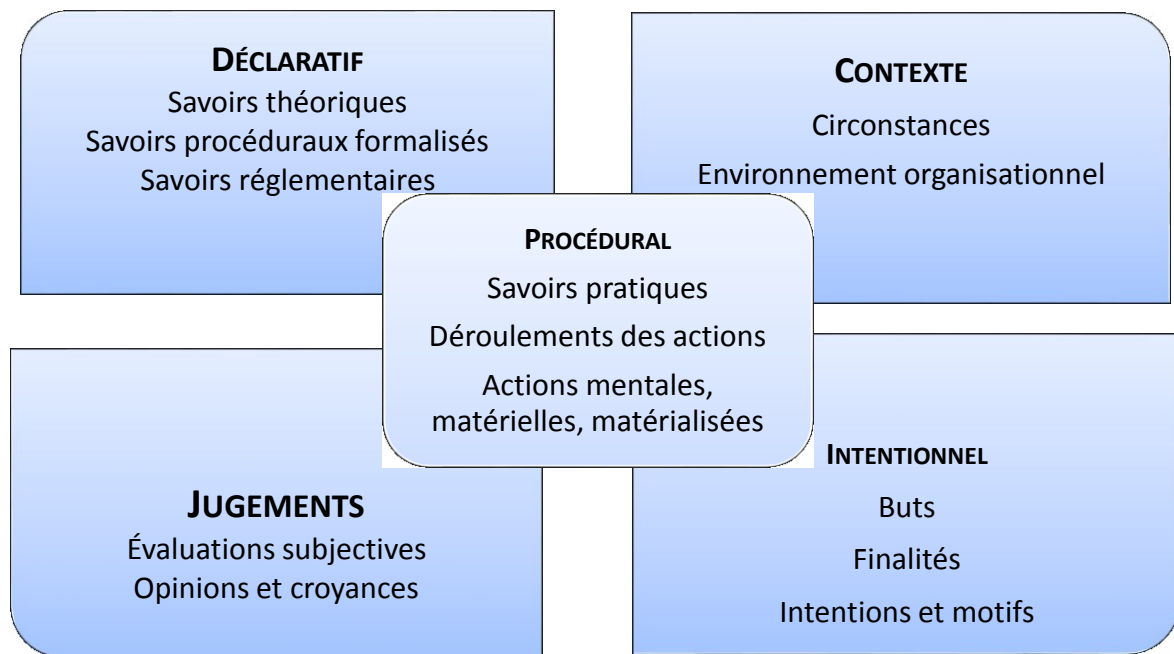 DÉCLARATIF
Savoirs théoriques
Savoirs procéduraux formalisés
Savoirs réglementaires
CONTEXTE
Circonstances
Environnement organisationnel
PROCÉDURAL
Savoirs pratiques
Déroulements des actions
Actions mentales,
matérielles, matérialisées
JUGEMENTS
Évaluations subjectives
Opinions et croyances
INTENTIONNEL
Buts
Finalités
Intentions et motifs